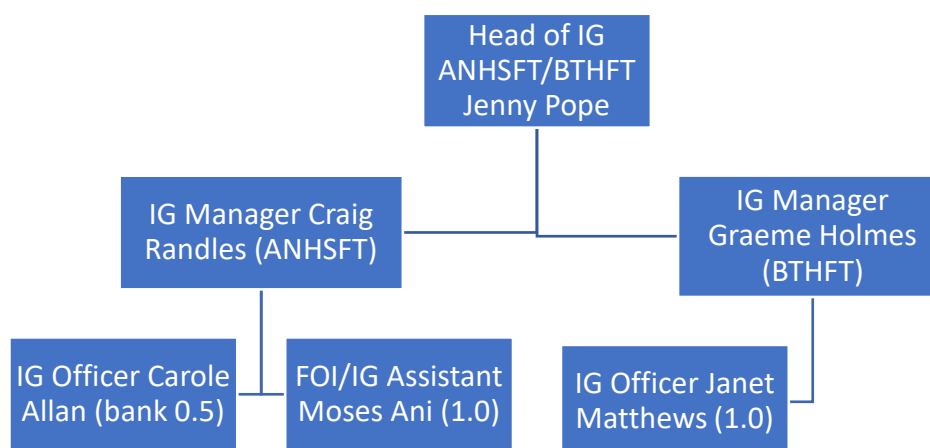 Head of IG
ANHSFT/BTHFT
Jenny Pope
IG Manager Craig
Randles (ANHSFT)
IG Manager
Graeme Holmes
(BTHFT)
IG Officer Carole
Allan (bank 0.5)
FOI/IG Assistant
Moses Ani (1.0)
IG Officer Janet
Matthews (1.0)